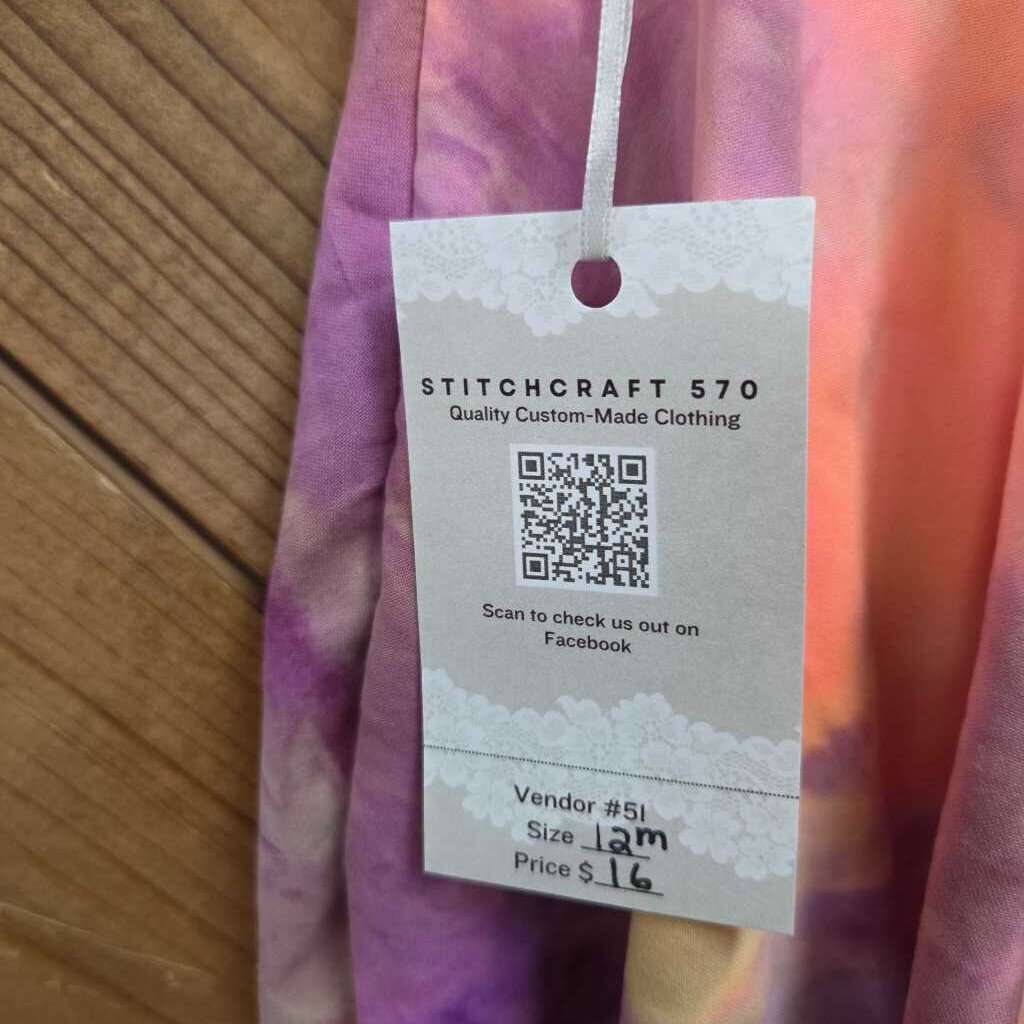 STITCHCRAFT 570
Quality Custom-Made Clothing
Scan to check us out on
Facebook
Vendor #51
Size 12m
Price $ 16